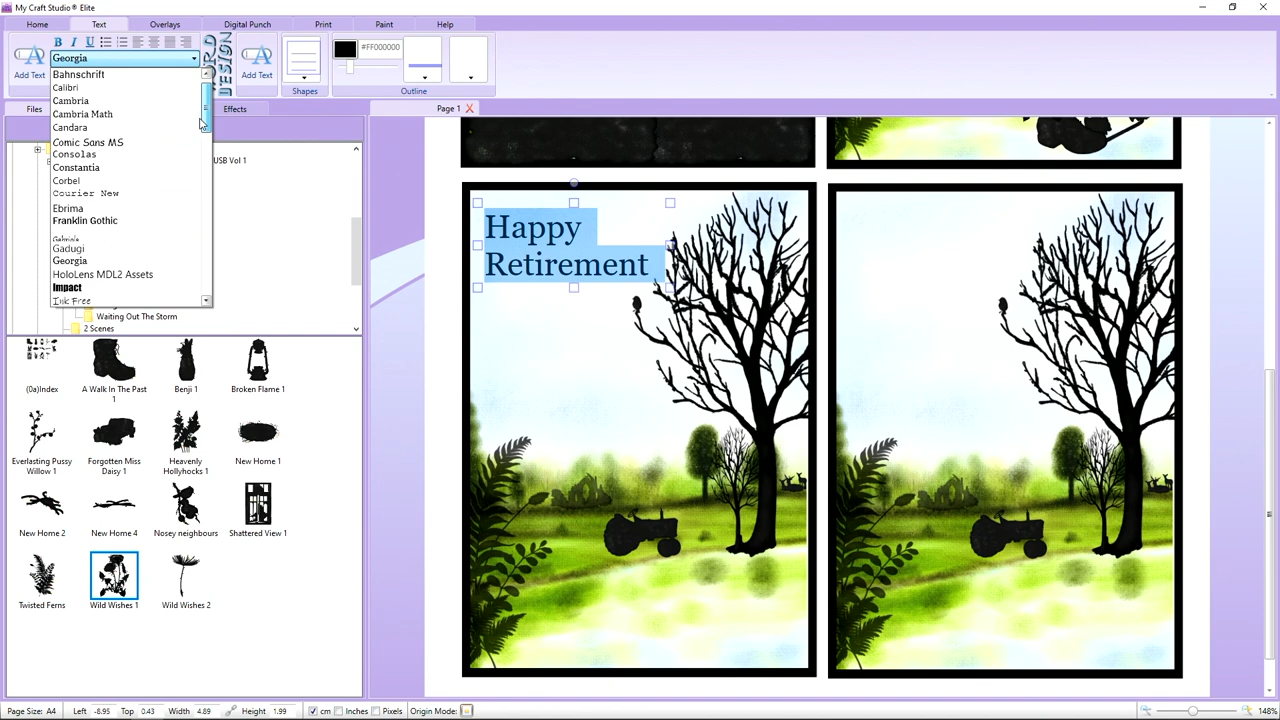 My Craft Studio® Elite
Home Text Overlays Digital Punch Print Paint Help
Add Text
Georgia
WORD DESIGN
Add Text
Shapes
#FF000000
Outline
Files
Effects
Page 1
Bahnschrift
Calibri
Cambria
Cambria Math
Candara
Comic Sans MS
Consolas
Constantia
Corbel
Courier New
Ebrima
Franklin Gothic
Gabriola
Gadugi
Georgia
HoloLens MDL2 Assets
Impact
Ink Free
USB Vol 1
Waiting Out The Storm
2 Scenes
(0a)Index
A Walk In The Past 1
Benji 1
Broken Flame 1
Everlasting Pussy Willow 1
Forgotten Miss Daisy 1
Heavenly Hollyhocks 1
New Home 1
New Home 2
New Home 4
Nosey neighbours
Shattered View 1
Twisted Ferns
Wild Wishes 1
Wild Wishes 2
Happy
Retirement
Page Size: A4 Left -8.95 Top 0.43 Width 4.89 Height 1.99 cm Inches Pixels Origin Mode: 148%